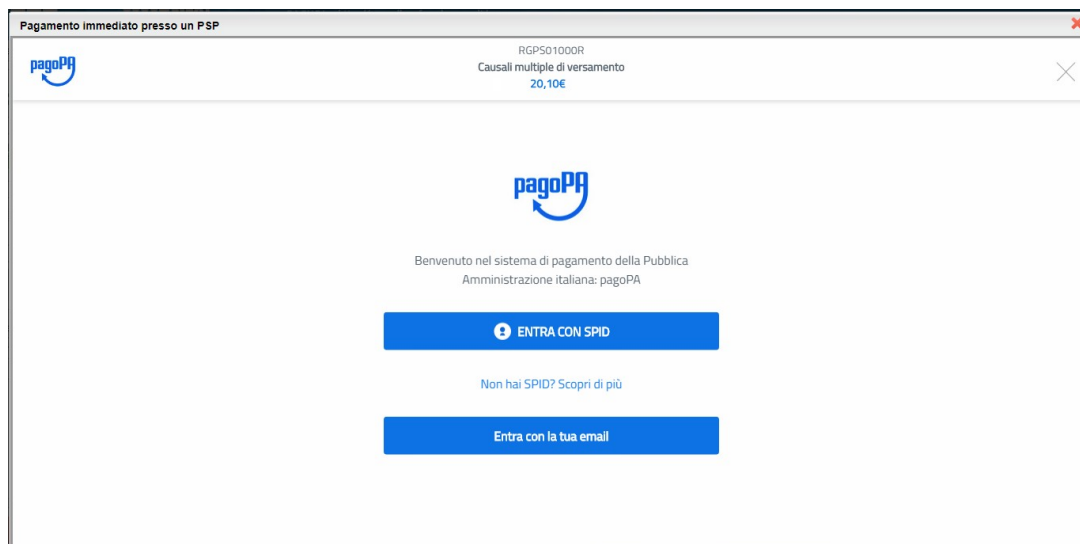 Pagamento immediato presso un PSP
pagoPA
RGPS01000R
Causali multiple di versamento
20,10€
pagoPA
Benvenuto nel sistema di pagamento della Pubblica
Amministrazione italiana: pagoPA
ENTRA CON SPID
Non hai SPID? Scopri di più
Entra con la tua email